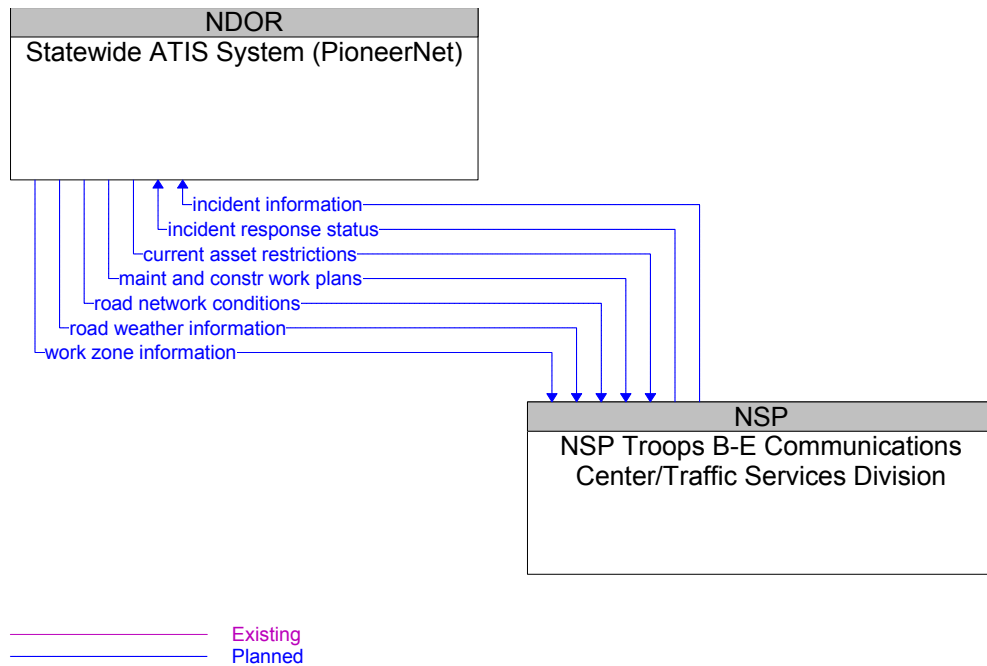 NDOR
Statewide ATIS System (PioneerNet)
incident information
incident response status
current asset restrictions
maint and constr work plans
road network conditions
road weather information
work zone information
NSP
NSP Troops B-E Communications
Center/Traffic Services Division
Existing
Planned